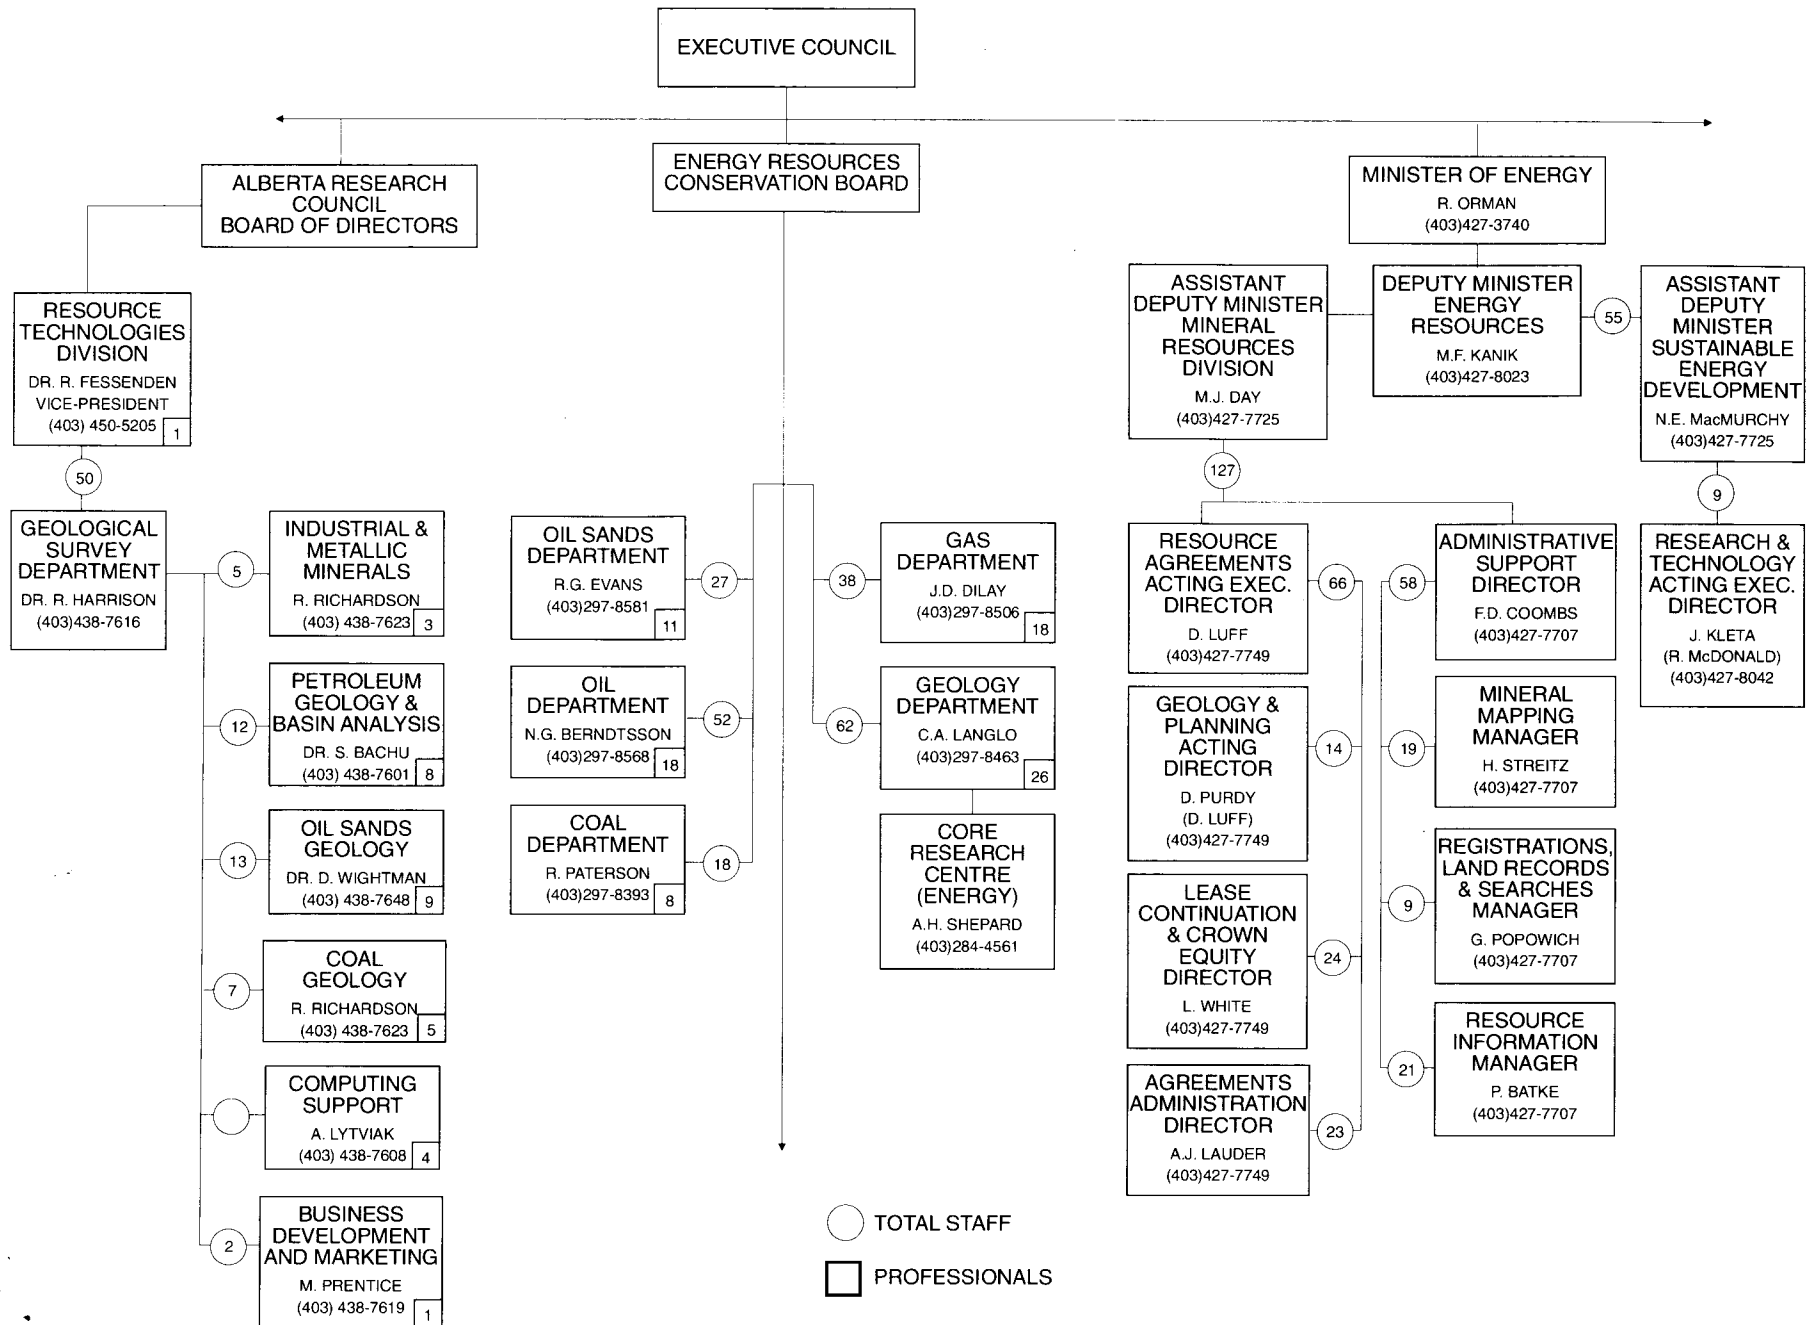 EXECUTIVE COUNCIL
ALBERTA RESEARCH
COUNCIL
BOARD OF DIRECTORS
ENERGY RESOURCES
CONSERVATION BOARD
MINISTER OF ENERGY
R. ORMAN
(403)427-3740
RESOURCE
TECHNOLOGIES
DIVISION
DR. R. FESSENDEN
VICE-PRESIDENT
(403) 450-5205
1
50
GEOLOGICAL
SURVEY
DEPARTMENT
DR. R. HARRISON
(403)438-7616
5
INDUSTRIAL &
METALLIC
MINERALS
R. RICHARDSON
(403) 438-7623
3
12
PETROLEUM
GEOLOGY &
BASIN ANALYSIS
DR. S. BACHU
(403) 438-7601
8
13
OIL SANDS
GEOLOGY
DR. D. WIGHTMAN
(403) 438-7648
9
7
COAL
GEOLOGY
R. RICHARDSON
(403) 438-7623
5
COMPUTING
SUPPORT
A. LYTVIAK
(403) 438-7608
4
2
BUSINESS
DEVELOPMENT
AND MARKETING
M. PRENTICE
(403) 438-7619
1
OIL SANDS
DEPARTMENT
R.G. EVANS
(403)297-8581
11
27
OIL
DEPARTMENT
N.G. BERNDTSSON
(403)297-8568
18
52
COAL
DEPARTMENT
R. PATERSON
(403)297-8393
8
18
38
GAS
DEPARTMENT
J.D. DILAY
(403)297-8506
18
62
GEOLOGY
DEPARTMENT
C.A. LANGLO
(403)297-8463
26
CORE
RESEARCH
CENTRE
(ENERGY)
A.H. SHEPARD
(403)284-4561
ASSISTANT
DEPUTY MINISTER
MINERAL
RESOURCES
DIVISION
M.J. DAY
(403)427-7725
DEPUTY MINISTER
ENERGY
RESOURCES
M.F. KANIK
(403)427-8023
55
ASSISTANT
DEPUTY
MINISTER
SUSTAINABLE
ENERGY
DEVELOPMENT
N.E. MacMURCHY
(403)427-7725
127
9
RESOURCE
AGREEMENTS
ACTING EXEC.
DIRECTOR
D. LUFF
(403)427-7749
66
GEOLOGY &
PLANNING
ACTING
DIRECTOR
D. PURDY
(D. LUFF)
(403)427-7749
14
LEASE
CONTINUATION
& CROWN
EQUITY
DIRECTOR
L. WHITE
(403)427-7749
24
AGREEMENTS
ADMINISTRATION
DIRECTOR
A.J. LAUDER
(403)427-7749
23
58
ADMINISTRATIVE
SUPPORT
DIRECTOR
F.D. COOMBS
(403)427-7707
19
MINERAL
MAPPING
MANAGER
H. STREITZ
(403)427-7707
9
REGISTRATIONS,
LAND RECORDS
& SEARCHES
MANAGER
G. POPOWICH
(403)427-7707
21
RESOURCE
INFORMATION
MANAGER
P. BATKE
(403)427-7707
RESEARCH &
TECHNOLOGY
ACTING EXEC.
DIRECTOR
J. KLETA
(R. McDONALD)
(403)427-8042
TOTAL STAFF
PROFESSIONALS